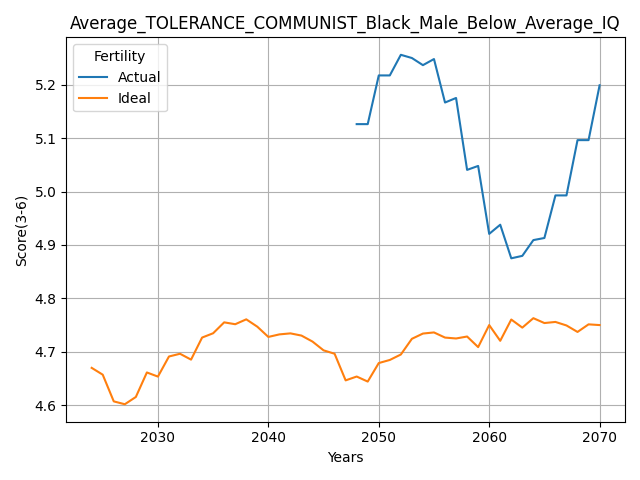 Average_TOLERANCE_COMMUNIST_Black_Male_Below_Average_IQ
Fertility
Actual
Ideal
Score(3-6)
5.2
5.1
5.0
4.9
4.8
4.7
4.6
2030
2040
2050
2060
2070
Years